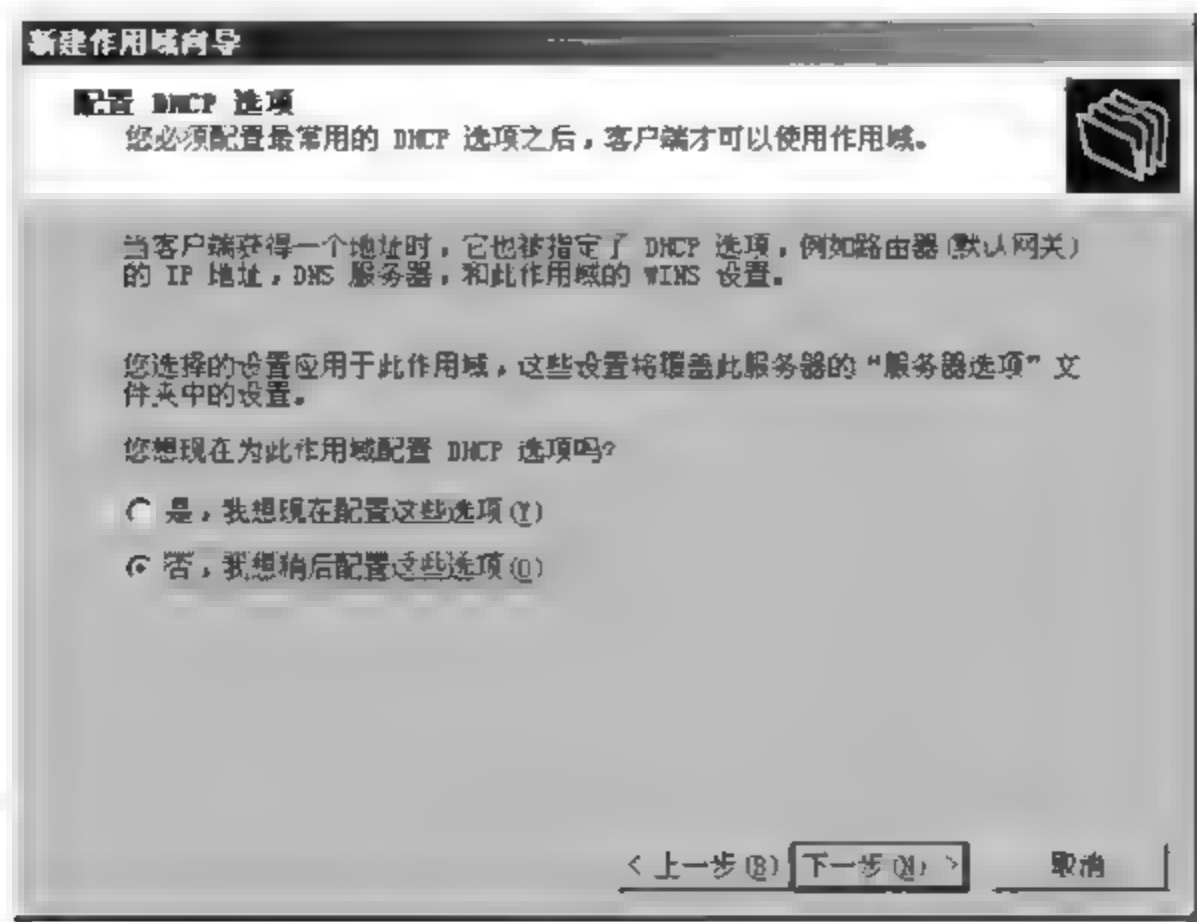 新建作用域向导
配置 DHCP 选项
您必须配置最常用的 DHCP 选项之后，客户端才可以使用作用域。
当客户端获得一个地址时，它也被指定了 DHCP 选项，例如路由器(默认网关)
的 IP 地址，DNS 服务器，和此作用域的 WINS 设置。
您选择的设置应用于此作用域，这些设置将覆盖此服务器的“服务器选项”文
件夹中的设置。
您想现在为此作用域配置 DHCP 选项吗?
是，我想现在配置这些选项(Y)
否，我想稍后配置这些选项(O)
< 上一步(B) 下一步(N) > 取消